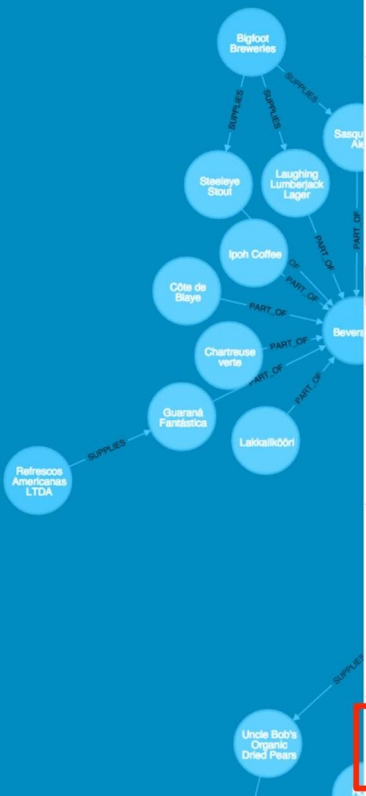 Bigfoot
Breweries
SUPPLIES
SUPPLIES
SUPPLIES
Steeleye
Stout
Laughing
Lumberjack
Lager
PART_OF
PART_OF
Ipoh Coffee
OF
PART_OF
Côte de
Blaye
PART_OF
Chartreuse
verte
PART_OF
PART_OF
Guaraná
Fantástica
PART_OF
Lakkalikööri
SUPPLIES
Refrescos
Americanas
LTDA
SUPPLIES
Uncle Bob's
Organic
Dried Pears